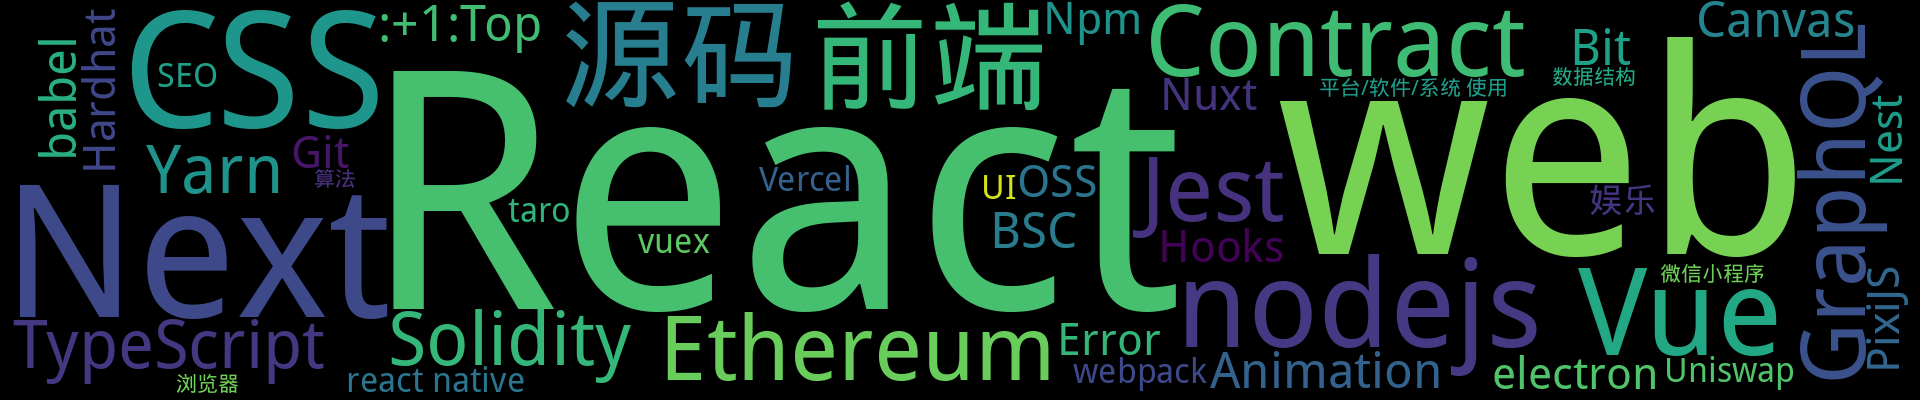 CSS
:+1:Top
源码
前端
Npm
Contract
Bit
Canvas
babel
Hardhat
SEO
React
Nuxt
平台/软件/系统 使用
数据结构
web
GraphQL
Nest
Yarn
Git
算法
Vercel
UI
OSS
Jest
娱乐
Next
taro
vuex
BSC
Hooks
nodejs
Vue
微信小程序
PixiJS
TypeScript
Solidity
Ethereum
Error
webpack
Animation
electron
Uniswap
浏览器
react native